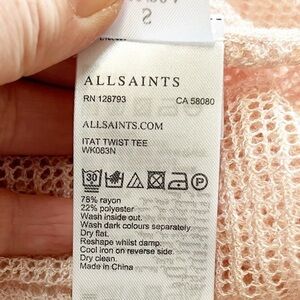 S
ALLSAINTS
RN 128793 CA 58080
ALLSAINTS.COM
ITAT TWIST TEE
WK063N
30 P
78% rayon
22% polyester
Wash inside out.
Wash dark colours separately
Dry flat.
Reshape whilst damp.
Cool iron on reverse side.
Dry clean.
Made in China